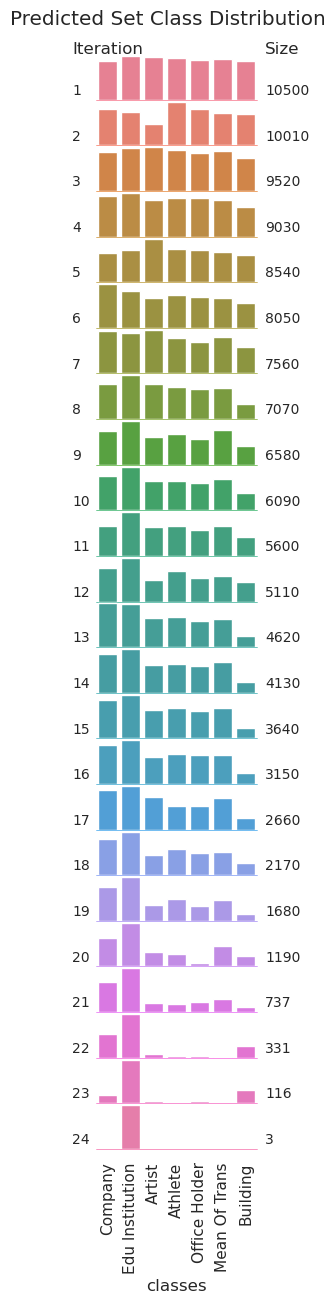 Predicted Set Class Distribution
Iteration Size
1 10500
2 10010
3 9520
4 9030
5 8540
6 8050
7 7560
8 7070
9 6580
10 6090
11 5600
12 5110
13 4620
14 4130
15 3640
16 3150
17 2660
18 2170
19 1680
20 1190
21 737
22 331
23 116
24 3
Company
Edu Institution
Artist
Athlete
Office Holder
Mean Of Trans
Building
classes